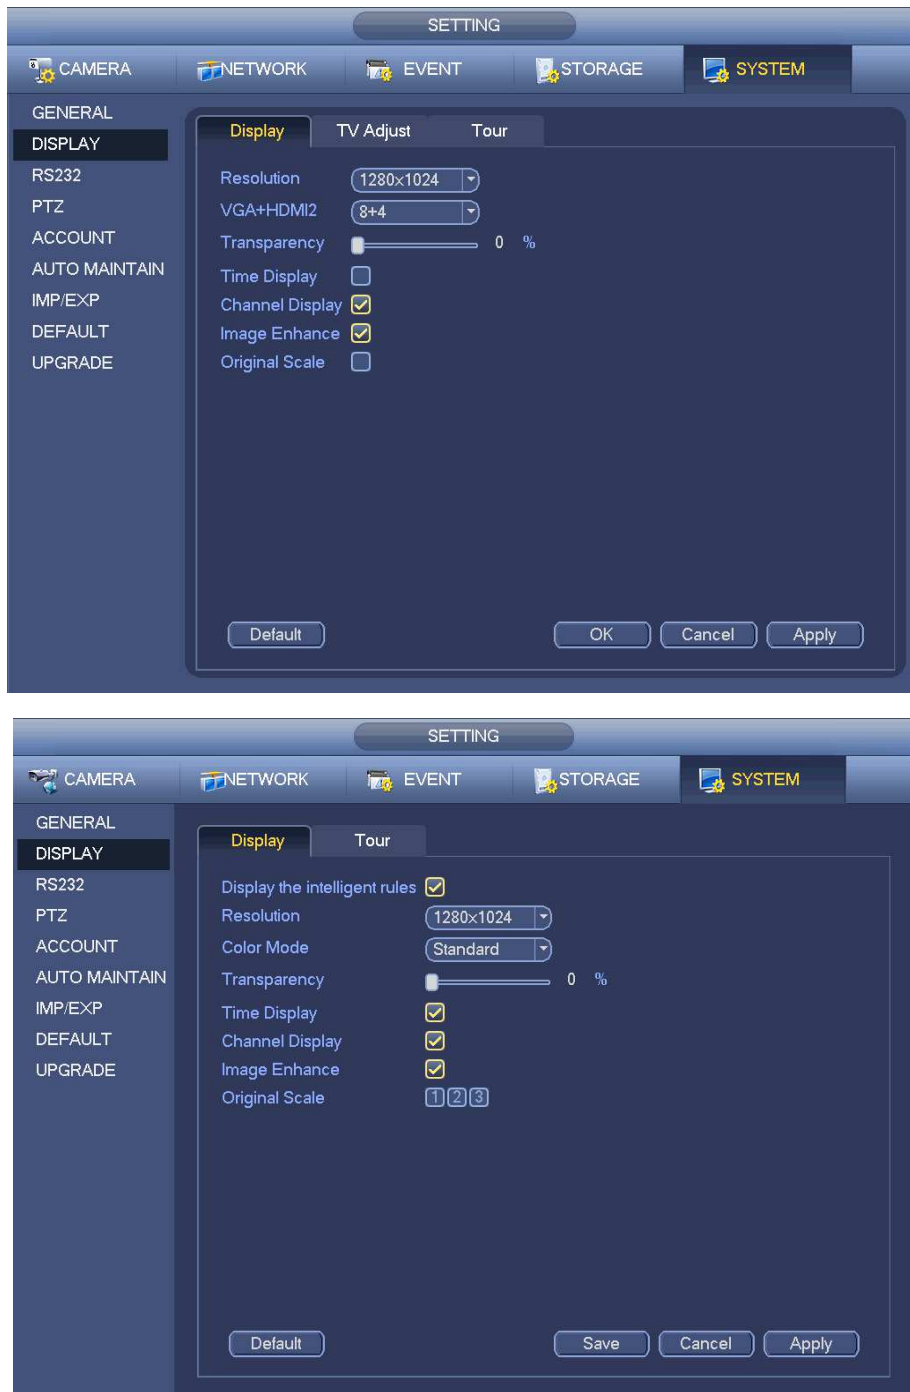 SETTING
CAMERA NETWORK EVENT STORAGE SYSTEM
GENERAL
DISPLAY
RS232
PTZ
ACCOUNT
AUTO MAINTAIN
IMP/EXP
DEFAULT
UPGRADE
Display TV Adjust Tour
Resolution 1280×1024
VGA+HDMI2 8+4
Transparency 0 %
Time Display
Channel Display
Image Enhance
Original Scale
Default OK Cancel Apply
SETTING
CAMERA NETWORK EVENT STORAGE SYSTEM
GENERAL
DISPLAY
RS232
PTZ
ACCOUNT
AUTO MAINTAIN
IMP/EXP
DEFAULT
UPGRADE
Display Tour
Display the intelligent rules
Resolution 1280×1024
Color Mode Standard
Transparency 0 %
Time Display
Channel Display
Image Enhance
Original Scale 1 2 3
Default Save Cancel Apply